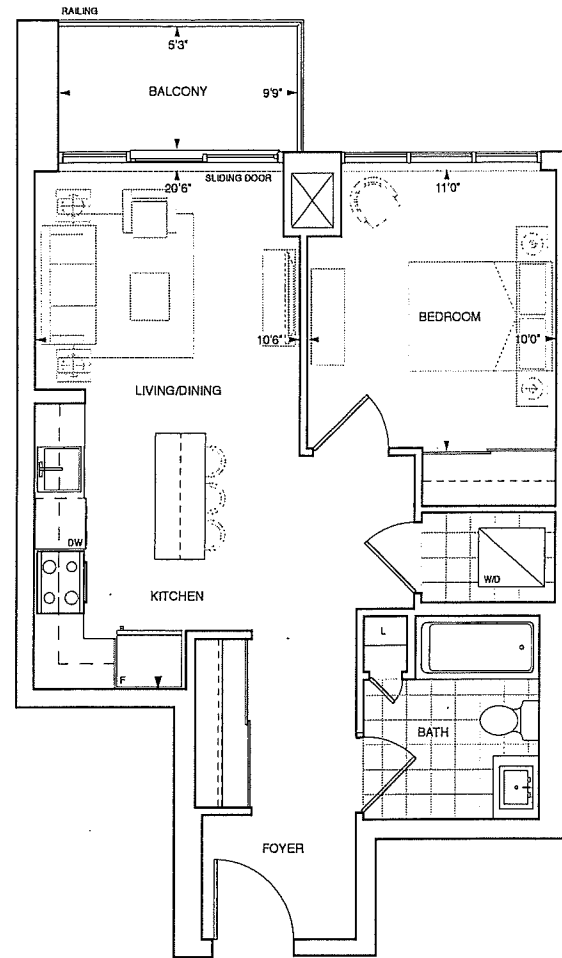 RAILING
5'3"
BALCONY
9'9"
SLIDING DOOR
20'6"
11'0"
BEDROOM
10'6"
10'0"
LIVING/DINING
DW
W/D
KITCHEN
L
F
BATH
FOYER